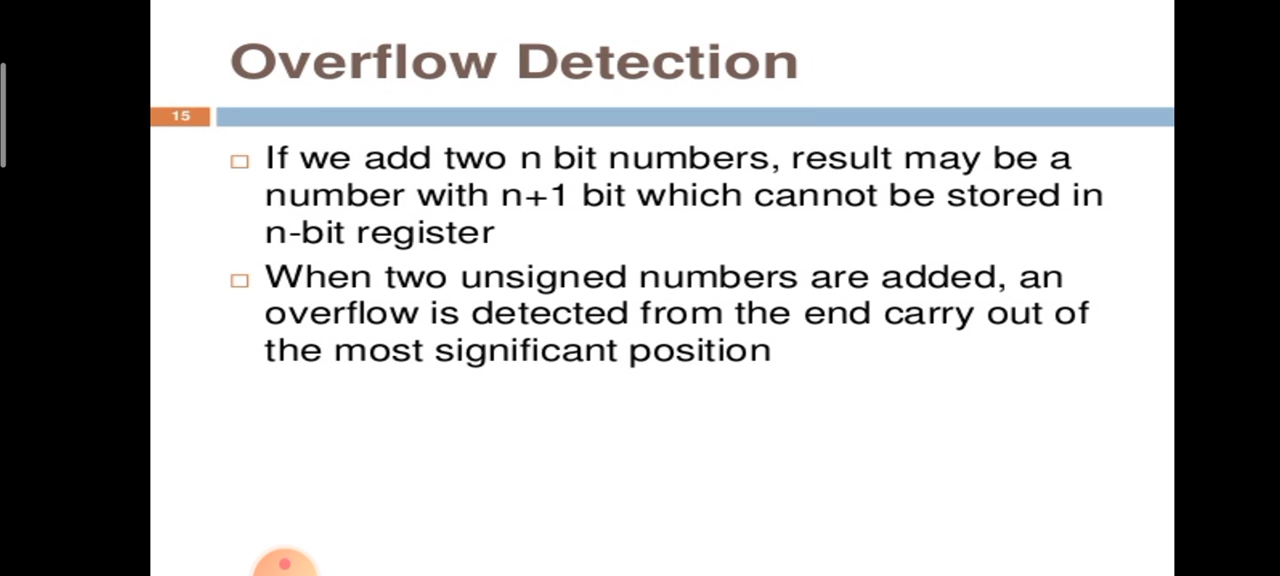 Overflow Detection
15
If we add two n bit numbers, result may be a
number with n+1 bit which cannot be stored in
n-bit register
When two unsigned numbers are added, an
overflow is detected from the end carry out of
the most significant position